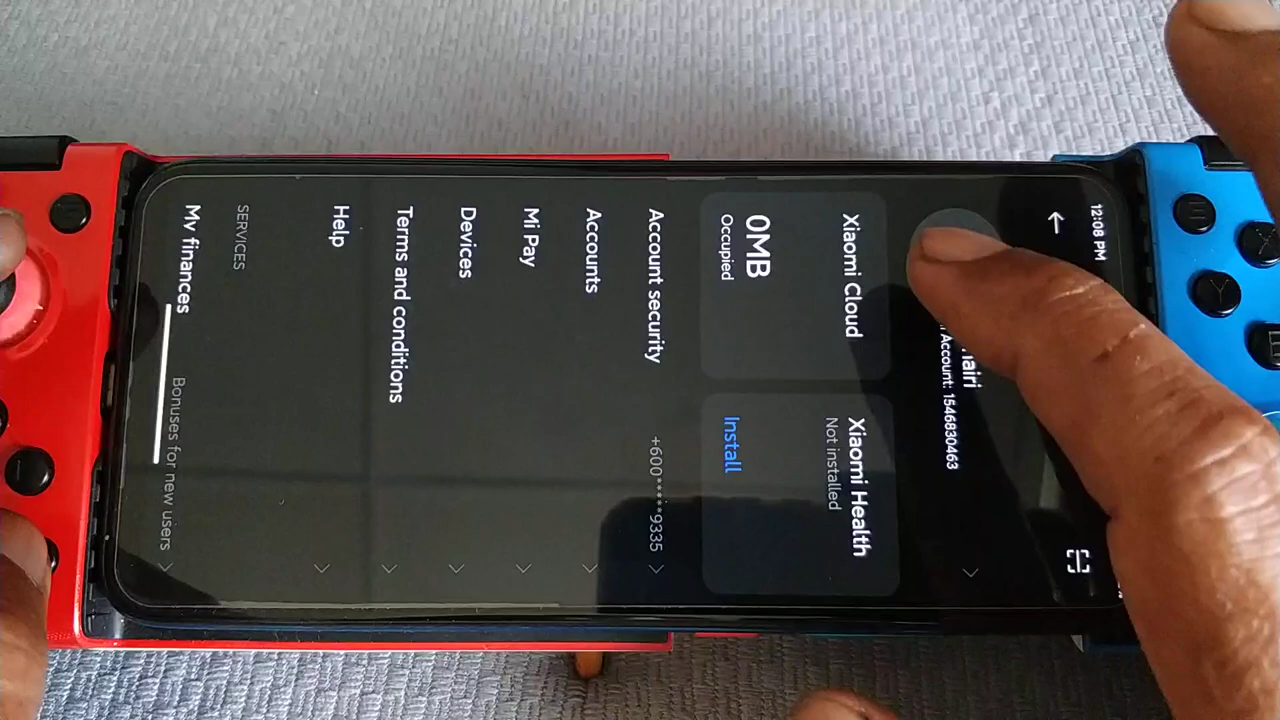 12:08 PM
Account: 1546830463
Xiaomi Cloud
0MB
Occupied
Xiaomi Health
Not installed
Install
Account security
+600*****9335
Accounts
Mi Pay
Devices
Terms and conditions
Help
SERVICES
My finances
Bonuses for new users
Y
X